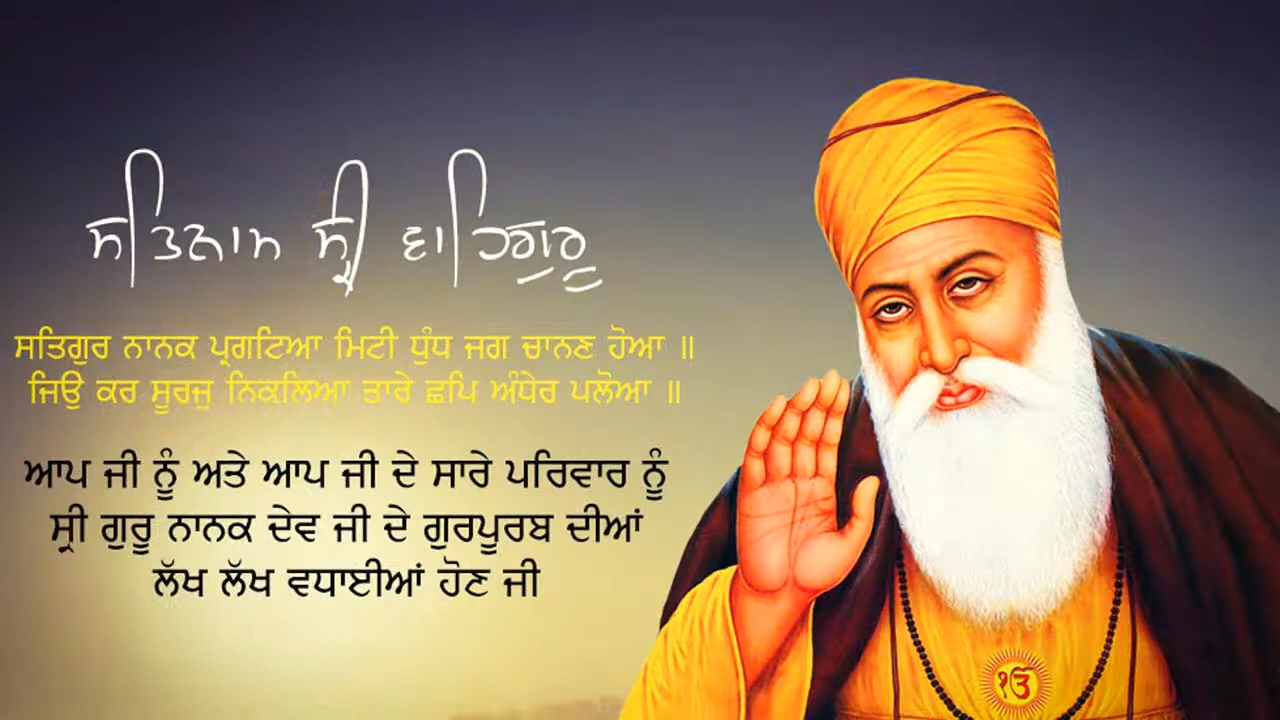 ਸਤਿਨਾਮ ਸ੍ਰੀ ਵਾਹਿਗੁਰੂ
ਸਤਿਗੁਰ ਨਾਨਕ ਪ੍ਰਗਟਿਆ ਮਿਟੀ ਧੁੰਧ ਜਗ ਚਾਨਣ ਹੋਆ ॥
ਜਿਉ ਕਰ ਸੂਰਜੁ ਨਿਕਲਿਆ ਤਾਰੇ ਛਪਿ ਅੰਧੇਰ ਪਲੋਆ ॥
ਆਪ ਜੀ ਨੂੰ ਅਤੇ ਆਪ ਜੀ ਦੇ ਸਾਰੇ ਪਰਿਵਾਰ ਨੂੰ
ਸ੍ਰੀ ਗੁਰੂ ਨਾਨਕ ਦੇਵ ਜੀ ਦੇ ਗੁਰਪੂਰਬ ਦੀਆਂ
ਲੱਖ ਲੱਖ ਵਧਾਈਆਂ ਹੋਣ ਜੀ
ੴ